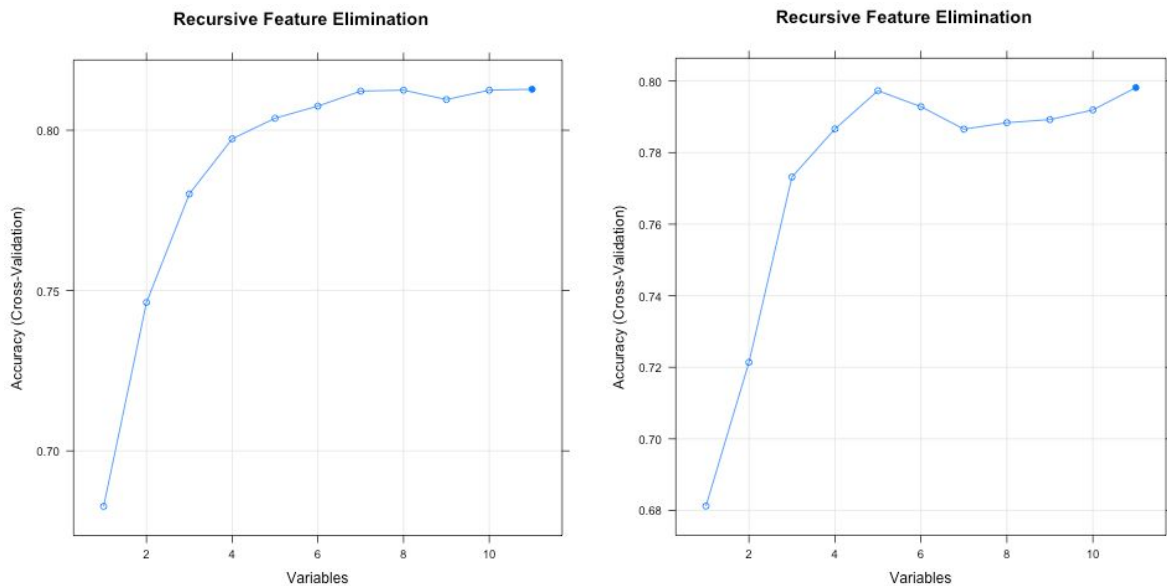 Recursive Feature Elimination
Accuracy (Cross-Validation)
0.80
0.75
0.70
2 4 6 8 10
Variables
Recursive Feature Elimination
Accuracy (Cross-Validation)
0.80
0.78
0.76
0.74
0.72
0.70
0.68
2 4 6 8 10
Variables